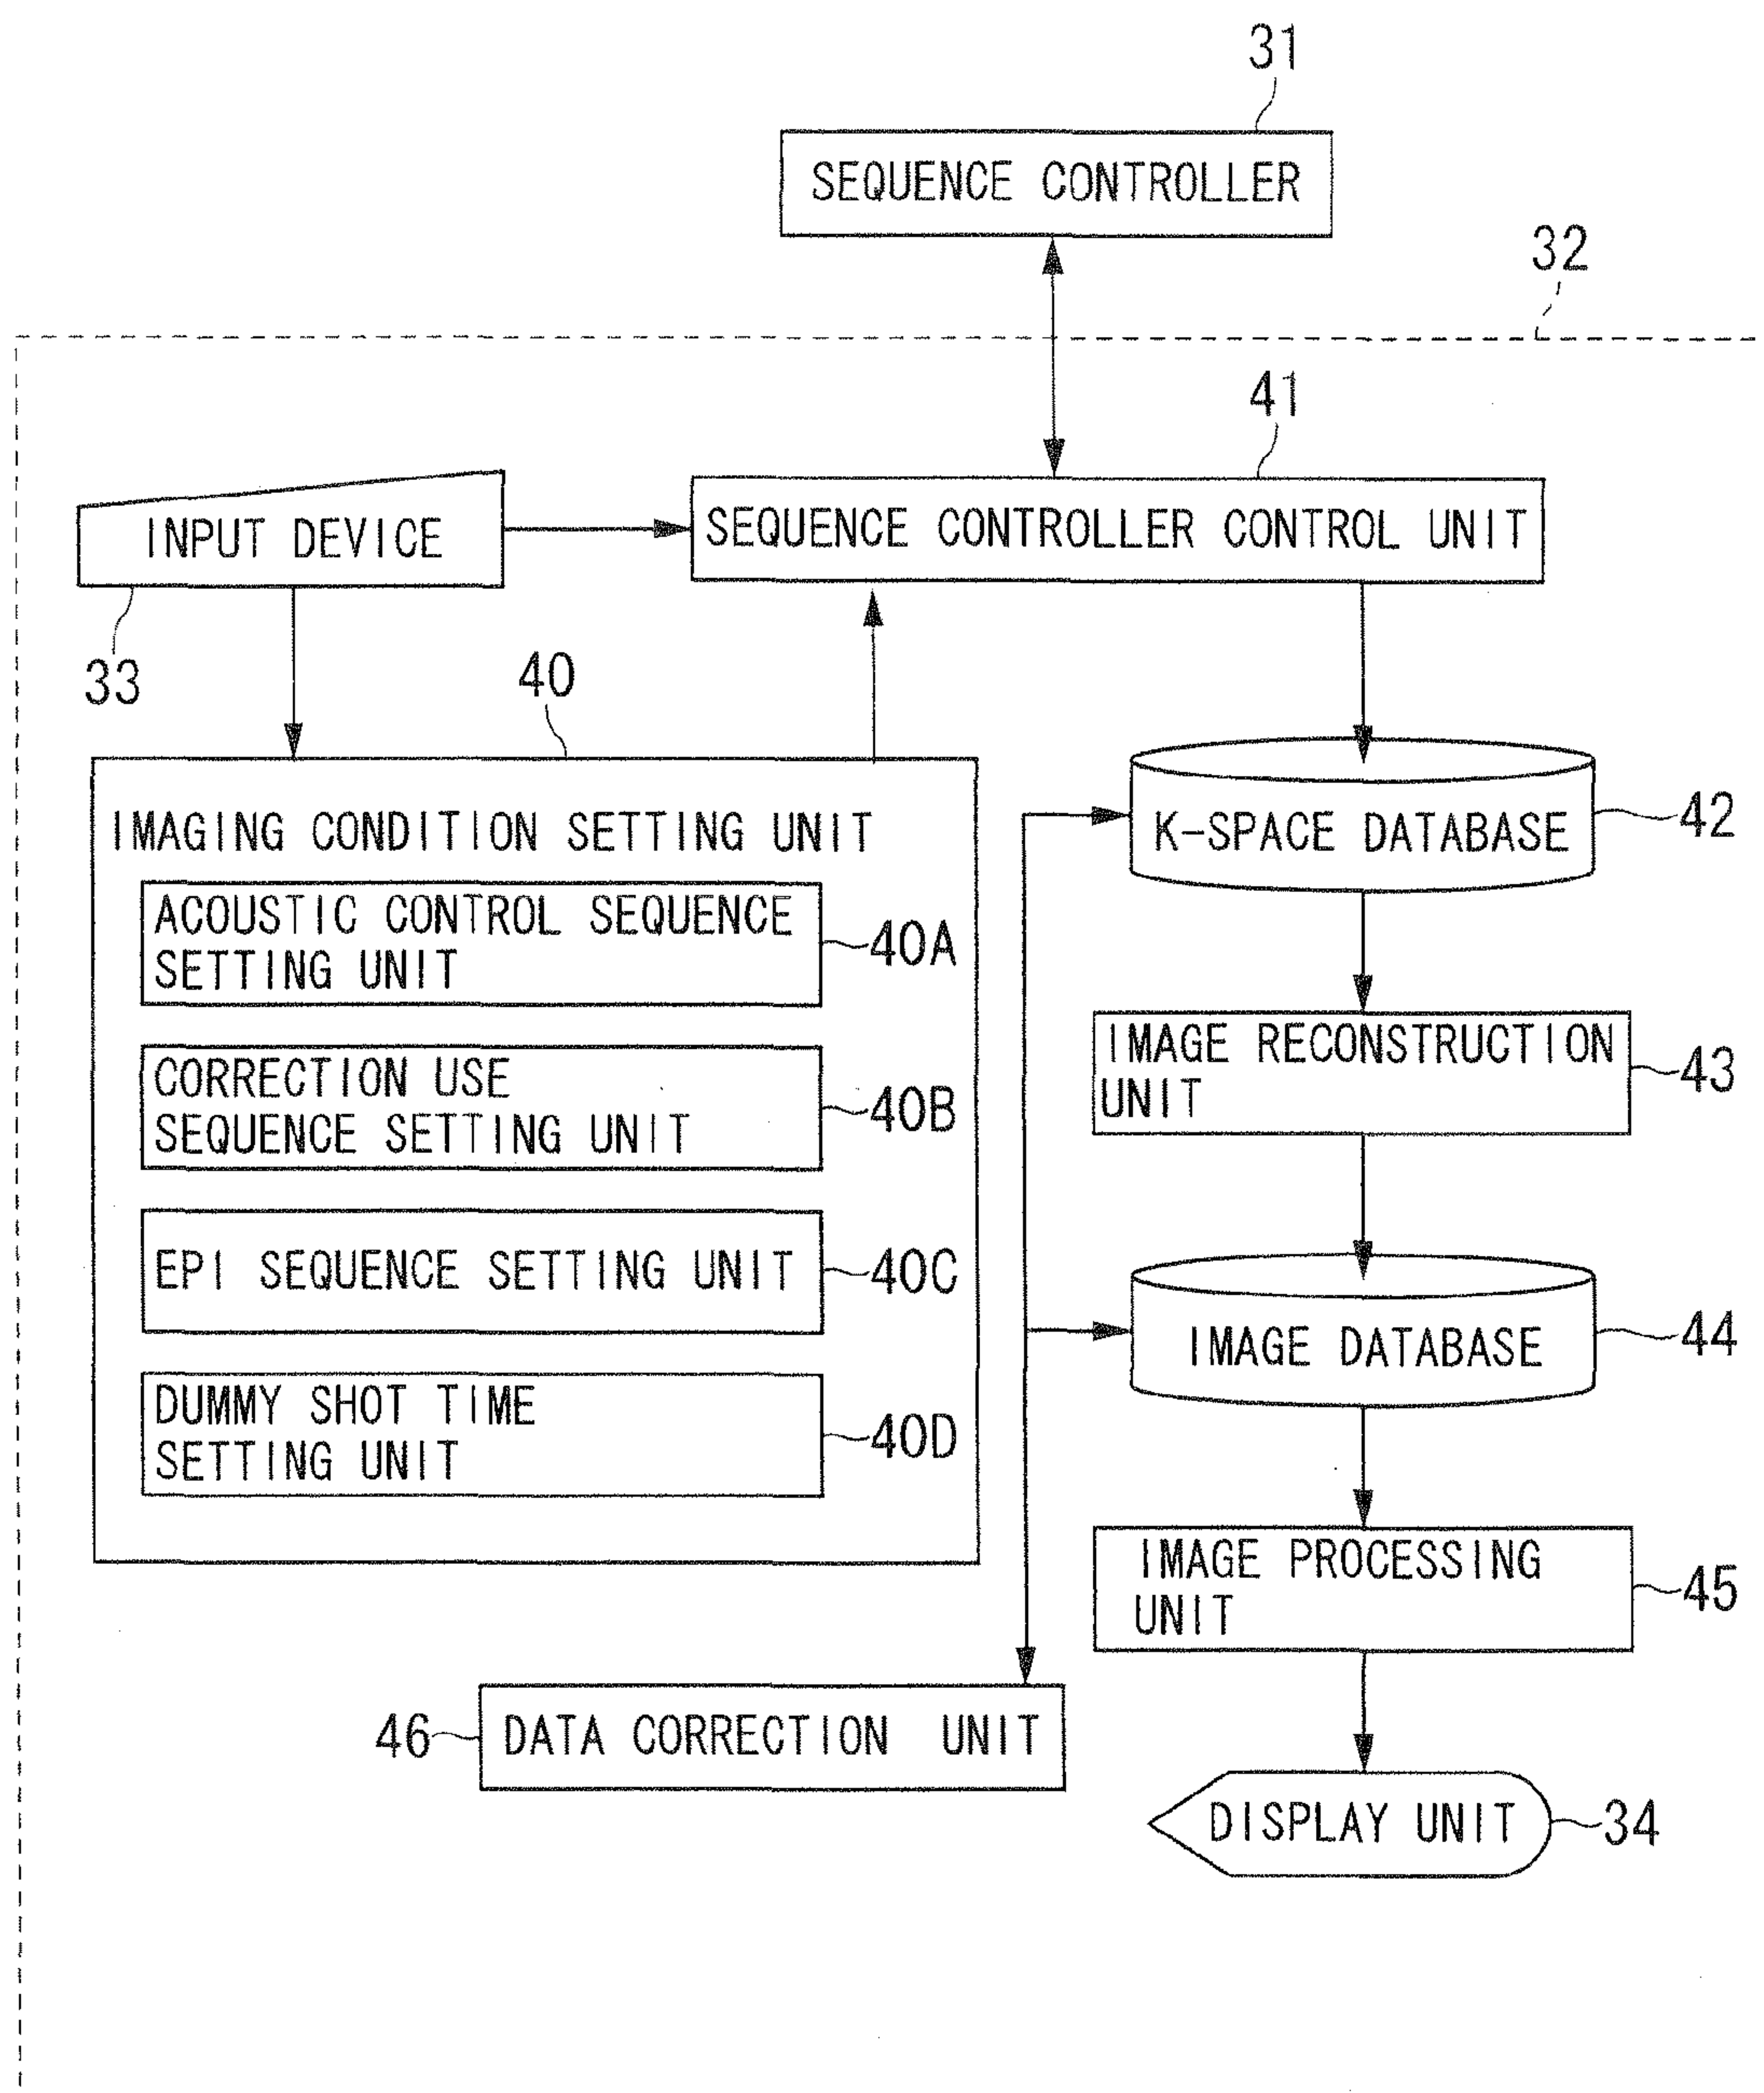 31
SEQUENCE CONTROLLER
32
41
INPUT DEVICE
SEQUENCE CONTROLLER CONTROL UNIT
33
40
IMAGING CONDITION SETTING UNIT
ACOUSTIC CONTROL SEQUENCE
SETTING UNIT
40A
CORRECTION USE
SEQUENCE SETTING UNIT
40B
EPI SEQUENCE SETTING UNIT
40C
DUMMY SHOT TIME
SETTING UNIT
40D
K-SPACE DATABASE
42
IMAGE RECONSTRUCTION
UNIT
43
IMAGE DATABASE
44
IMAGE PROCESSING
UNIT
45
46
DATA CORRECTION UNIT
DISPLAY UNIT
34